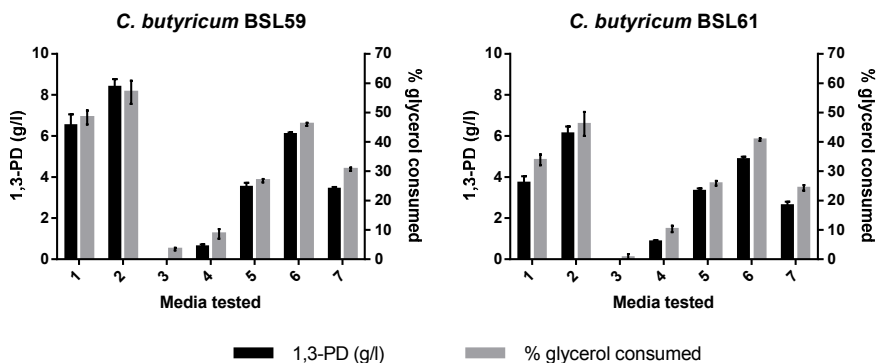 C. butyricum BSL59
10
8
6
4
2
0
1,3-PD (g/l)
70
60
50
40
30
20
10
0
% glycerol consumed
1 2 3 4 5 6 7
Media tested
C. butyricum BSL61
10
8
6
4
2
0
1,3-PD (g/l)
70
60
50
40
30
20
10
0
% glycerol consumed
1 2 3 4 5 6 7
Media tested
1,3-PD (g/l) % glycerol consumed